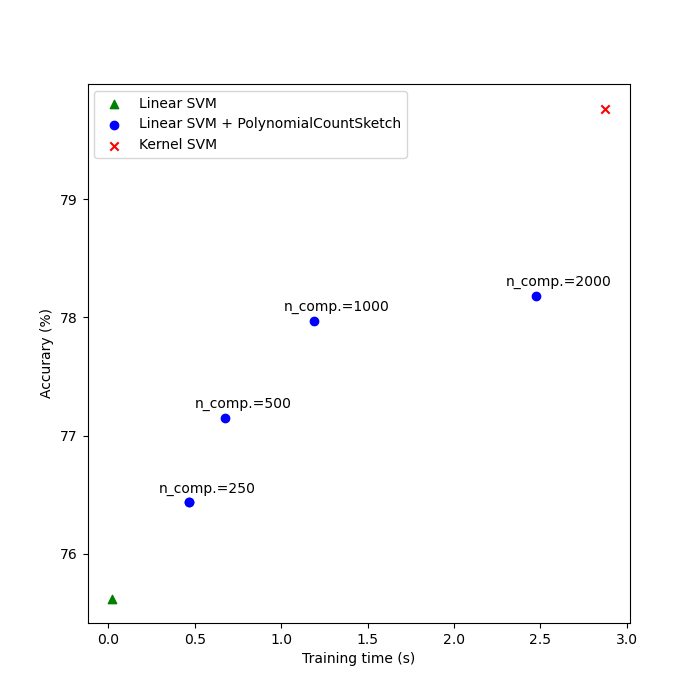 Linear SVM
Linear SVM + PolynomialCountSketch
Kernel SVM
79
n_comp.=2000
n_comp.=1000
78
n_comp.=500
77
n_comp.=250
76
Accurary (%)
0.0 0.5 1.0 1.5 2.0 2.5 3.0
Training time (s)